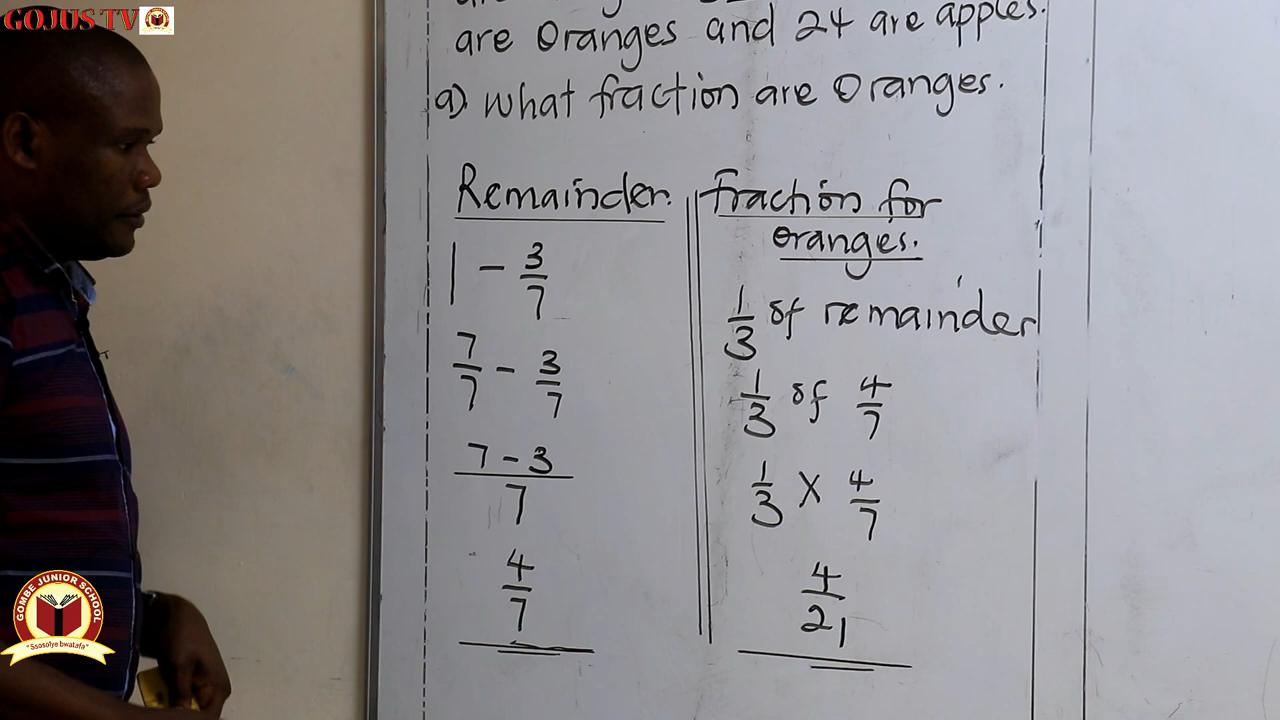 GOJUS TV
are oranges and 24 are apples.
a) what fraction are oranges.
Remainder.
1 - 3/7
7/7 - 3/7
7 - 3
7
4/7
Fraction for
oranges.
1/3 of remainder
1/3 of 4/7
1/3 X 4/7
4/21
GOMBE JUNIOR SCHOOL
"Ssosolye bwatafa"